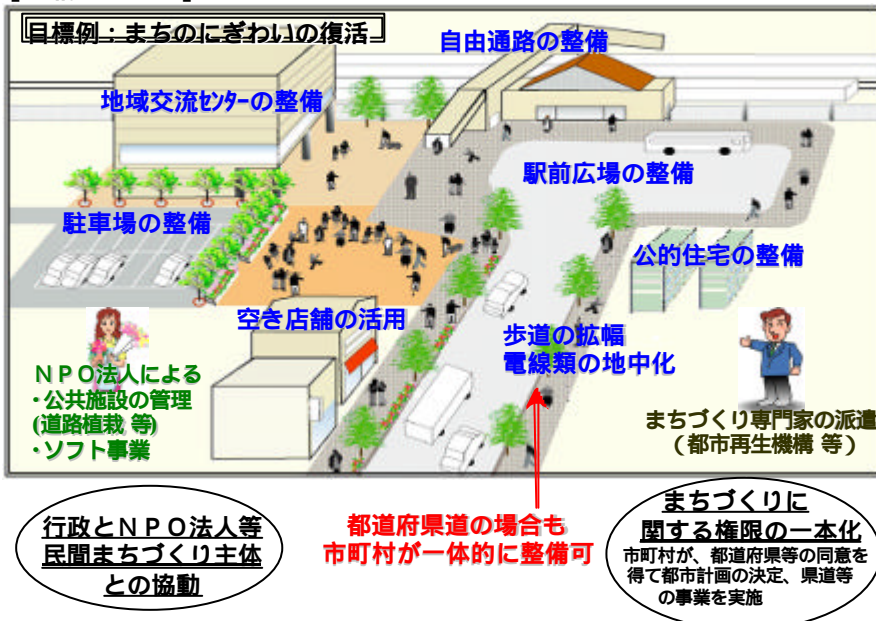 目標例：まちのにぎわいの復活
自由通路の整備
地域交流ｾﾝﾀｰの整備
駅前広場の整備
駐車場の整備
公的住宅の整備
空き店舗の活用
歩道の拡幅
電線類の地中化
ＮＰＯ法人による
・公共施設の管理
(道路植栽 等)
・ソフト事業
まちづくり専門家の派遣
（都市再生機構 等）
行政とＮＰＯ法人等
民間まちづくり主体
との協動
都道府県道の場合も
市町村が一体的に整備可
まちづくりに
関する権限の一本化
市町村が、都道府県等の同意を
得て都市計画の決定、県道等
の事業を実施